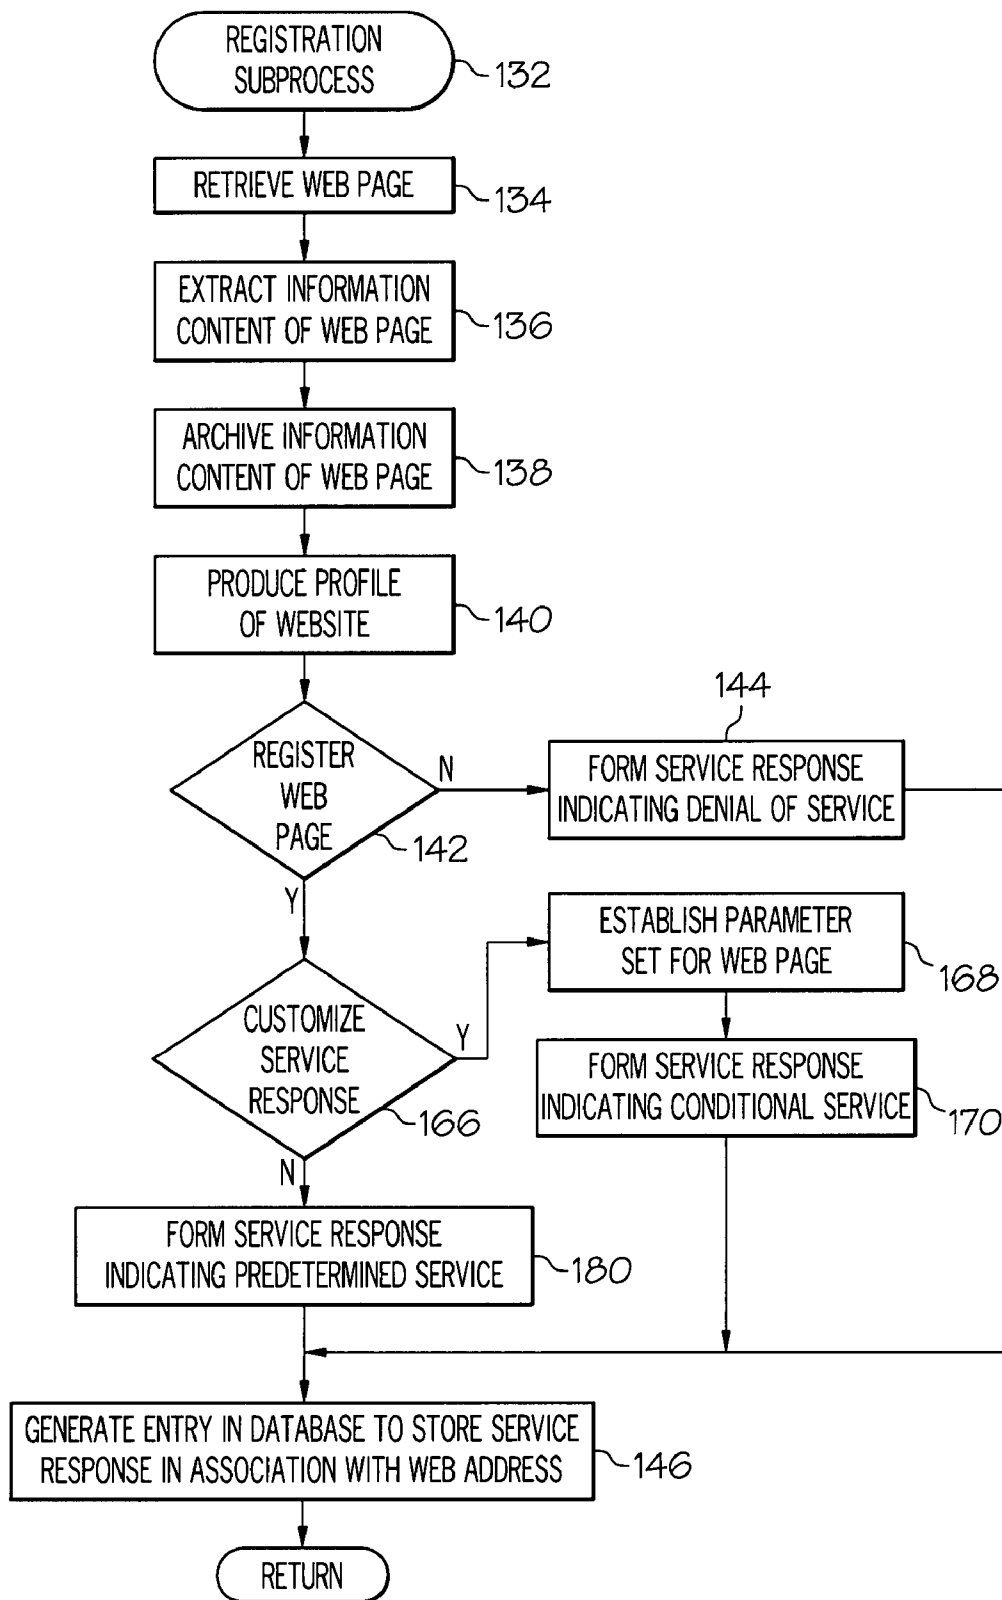 REGISTRATION
SUBPROCESS
132
RETRIEVE WEB PAGE
134
EXTRACT INFORMATION
CONTENT OF WEB PAGE
136
ARCHIVE INFORMATION
CONTENT OF WEB PAGE
138
PRODUCE PROFILE
OF WEBSITE
140
REGISTER
WEB
PAGE
142
N
Y
144
FORM SERVICE RESPONSE
INDICATING DENIAL OF SERVICE
CUSTOMIZE
SERVICE
RESPONSE
166
Y
N
ESTABLISH PARAMETER
SET FOR WEB PAGE
168
FORM SERVICE RESPONSE
INDICATING CONDITIONAL SERVICE
170
FORM SERVICE RESPONSE
INDICATING PREDETERMINED SERVICE
180
GENERATE ENTRY IN DATABASE TO STORE SERVICE
RESPONSE IN ASSOCIATION WITH WEB ADDRESS
146
RETURN